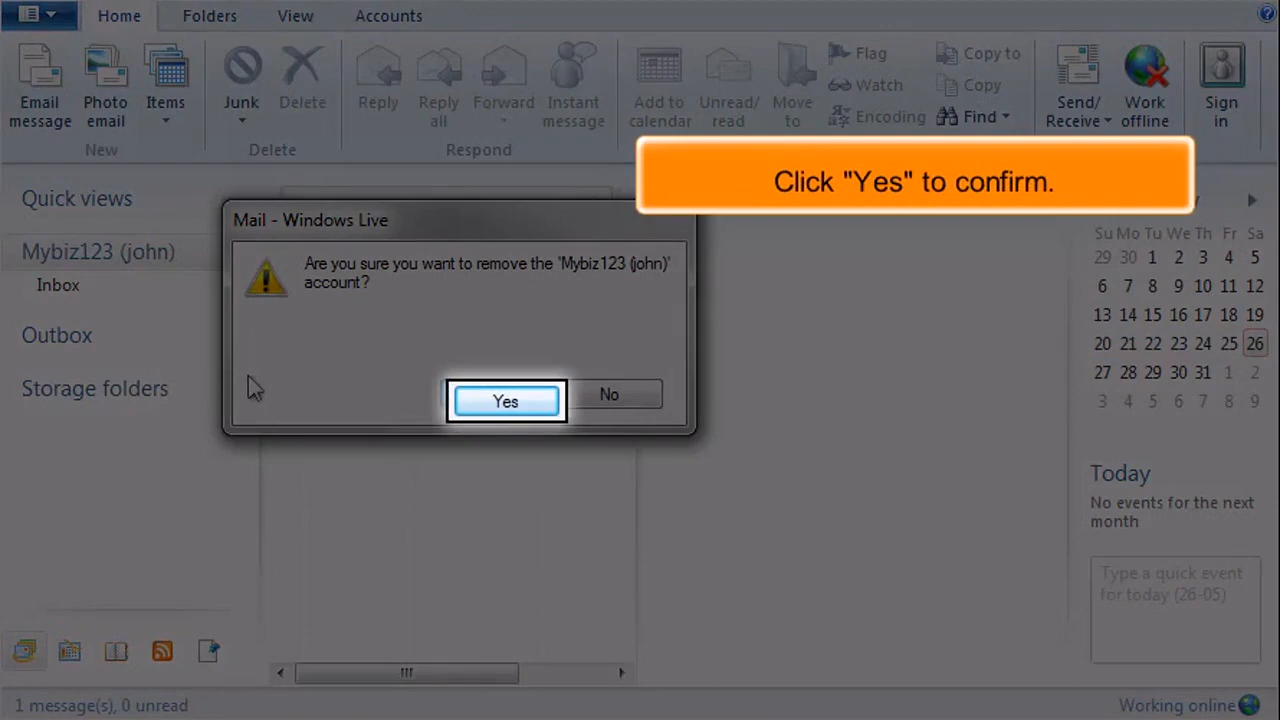 Home Folders View Accounts
Email message
Photo email
Items
New
Junk
Delete
Delete
Reply
Reply all
Forward
Instant message
Respond
Add to calendar
Unread/ read
Move to
Flag
Watch
Encoding
Copy to
Copy
Find
Send/ Receive
Work offline
Sign in
Click "Yes" to confirm.
Quick views
Mybiz123 (john)
Inbox
Outbox
Storage folders
Mail - Windows Live
Are you sure you want to remove the 'Mybiz123 (john)'
account?
Yes
No
Su Mo Tu We Th Fr Sa
29 30 1 2 3 4 5
6 7 8 9 10 11 12
13 14 15 16 17 18 19
20 21 22 23 24 25 26
27 28 29 30 31 1 2
3 4 5 6 7 8 9
Today
No events for the next
month
Type a quick event
for today (26-05)
1 message(s), 0 unread
Working online